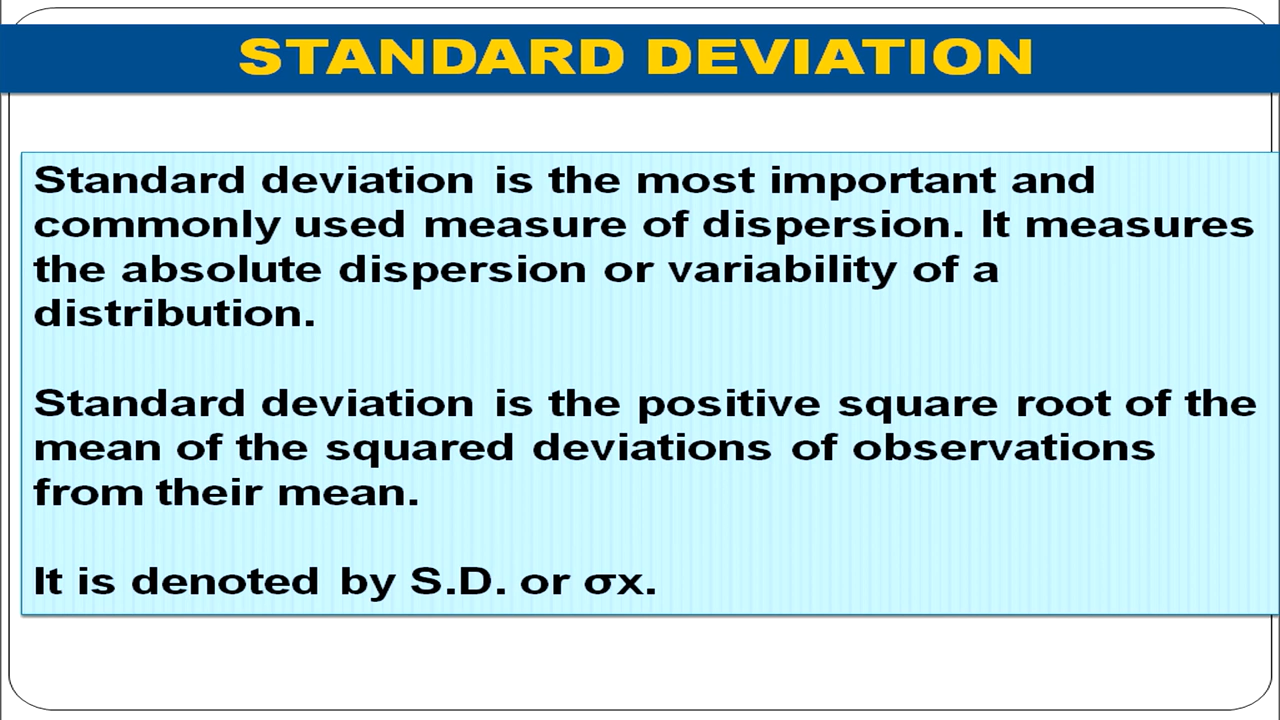 STANDARD DEVIATION
Standard deviation is the most important and
commonly used measure of dispersion. It measures
the absolute dispersion or variability of a
distribution.
Standard deviation is the positive square root of the
mean of the squared deviations of observations
from their mean.
It is denoted by S.D. or σx.